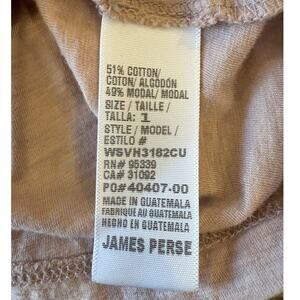 51% COTTON/
COTON/ ALGODÓN
49% MODAL/ MODAL
SIZE / TAILLE /
TALLA: 1
STYLE / MODEL /
ESTILO #
WSVH3182CU
RN# 95339
CA# 31092
PO#40407-00
MADE IN GUATEMALA
FABRIQUÉ AU GUATEMALA
HECHO EN GUATEMALA
JAMES PERSE